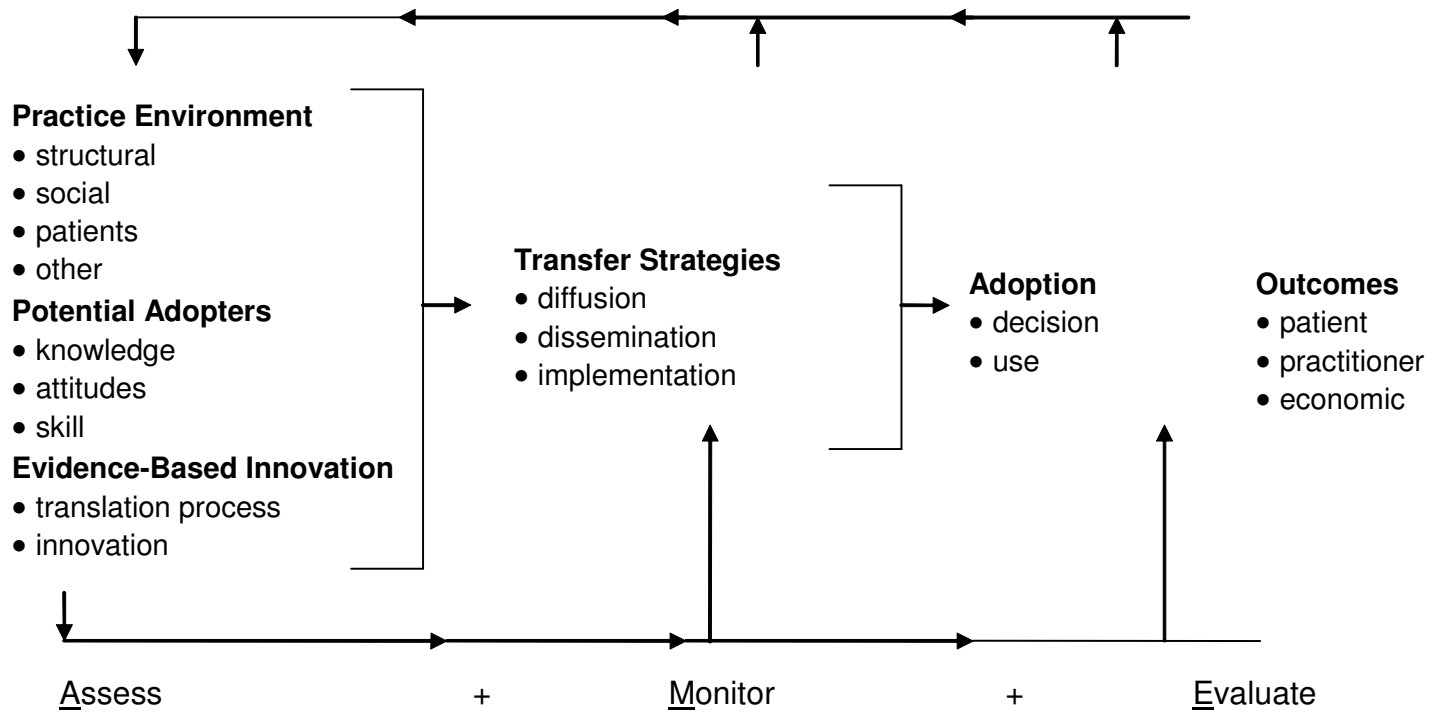 Practice Environment
• structural
• social
• patients
• other
Potential Adopters
• knowledge
• attitudes
• skill
Evidence-Based Innovation
• translation process
• innovation
Transfer Strategies
• diffusion
• dissemination
• implementation
Adoption
• decision
• use
Outcomes
• patient
• practitioner
• economic
Assess + Monitor + Evaluate